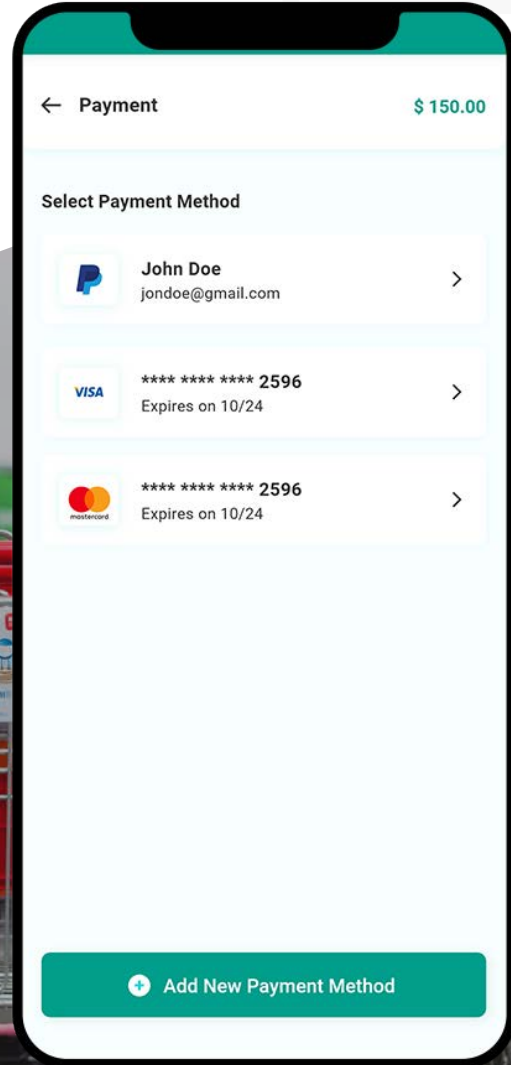 Payment
$ 150.00
Select Payment Method
John Doe
jondoe@gmail.com
VISA
**** **** **** 2596
Expires on 10/24
mastercard
**** **** **** 2596
Expires on 10/24
Add New Payment Method